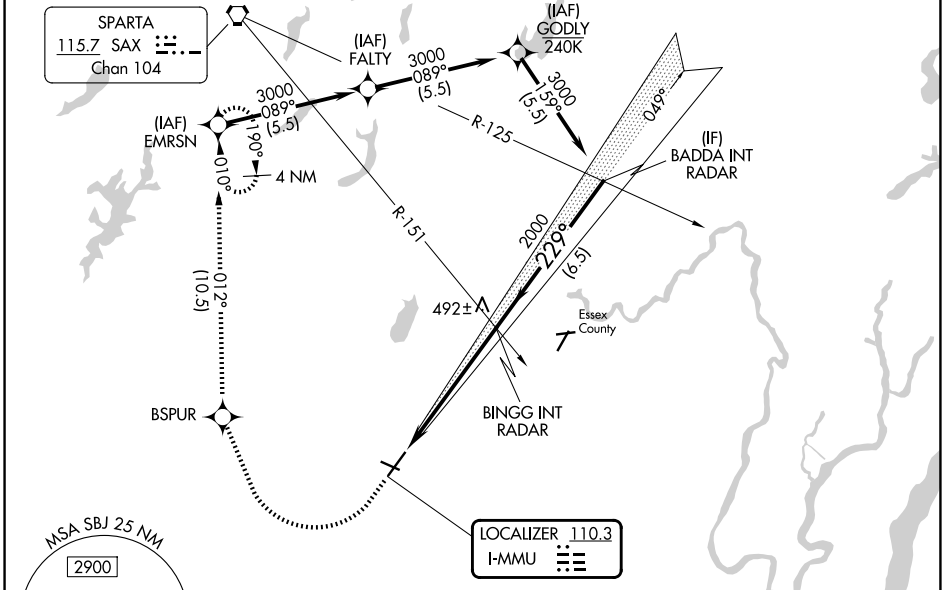 SPARTA
115.7 SAX
Chan 104
(IAF)
FALTY
(IAF)
GODLY
240K
3000
089°
(5.5)
3000
089°
(5.5)
3000
159°
(5.5)
(IAF)
EMRSN
190°
010°
4 NM
R-125
R-151
049°
(IF)
BADDA INT
RADAR
2000
229°
(6.5)
012°
(10.5)
492±
Essex
County
BSPUR
BINGG INT
RADAR
LOCALIZER 110.3
I-MMU
MSA SBJ 25 NM
2900